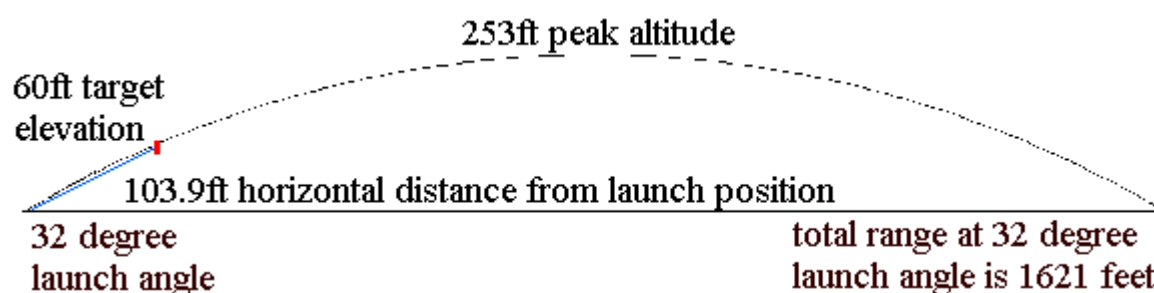 253ft peak altitude
60ft target
elevation
103.9ft horizontal distance from launch position
32 degree
launch angle
total range at 32 degree
launch angle is 1621 feet